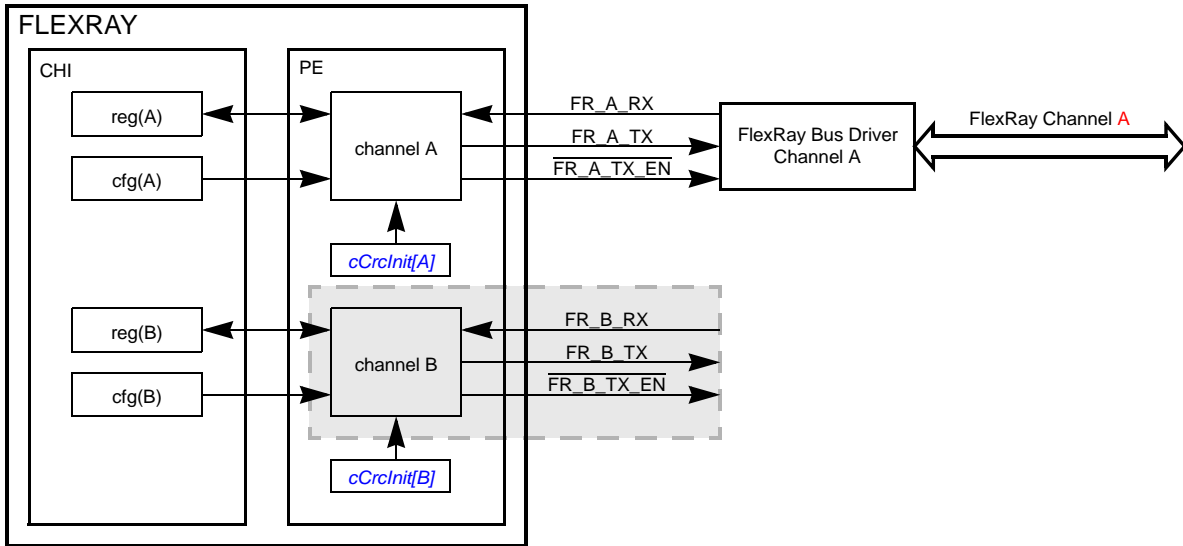 FLEXRAY
CHI
PE
reg(A)
cfg(A)
channel A
cCrcInit[A]
FR_A_RX
FR_A_TX
FR_A_TX_EN
FlexRay Bus Driver
Channel A
FlexRay Channel A
reg(B)
cfg(B)
channel B
cCrcInit[B]
FR_B_RX
FR_B_TX
FR_B_TX_EN